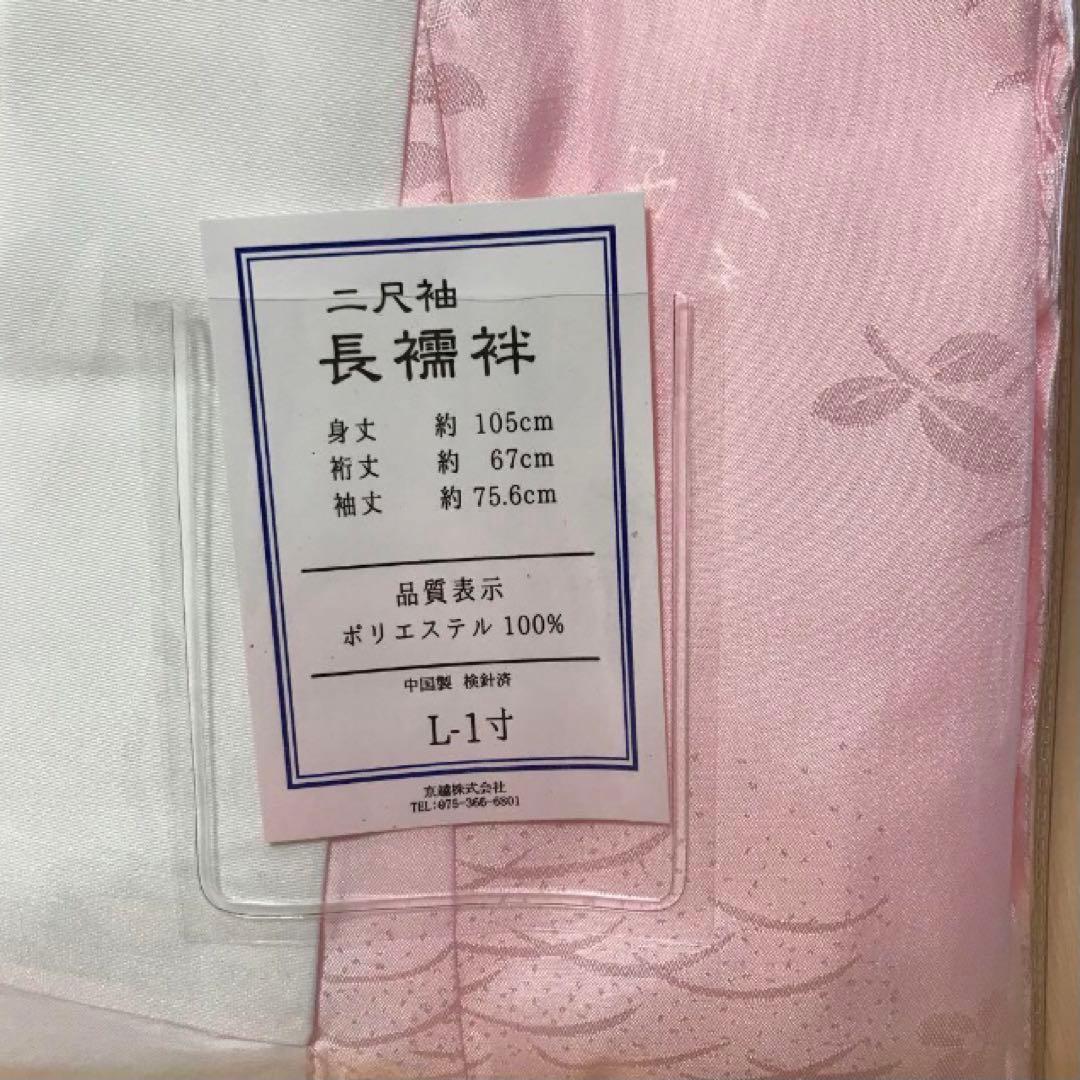 二尺袖
長襦袢
身丈 約 105cm
裄丈 約 67cm
袖丈 約 75.6cm
品質表示
ポリエステル 100%
中国製 検針済
L-1寸
京越株式会社
TEL:075-366-6801